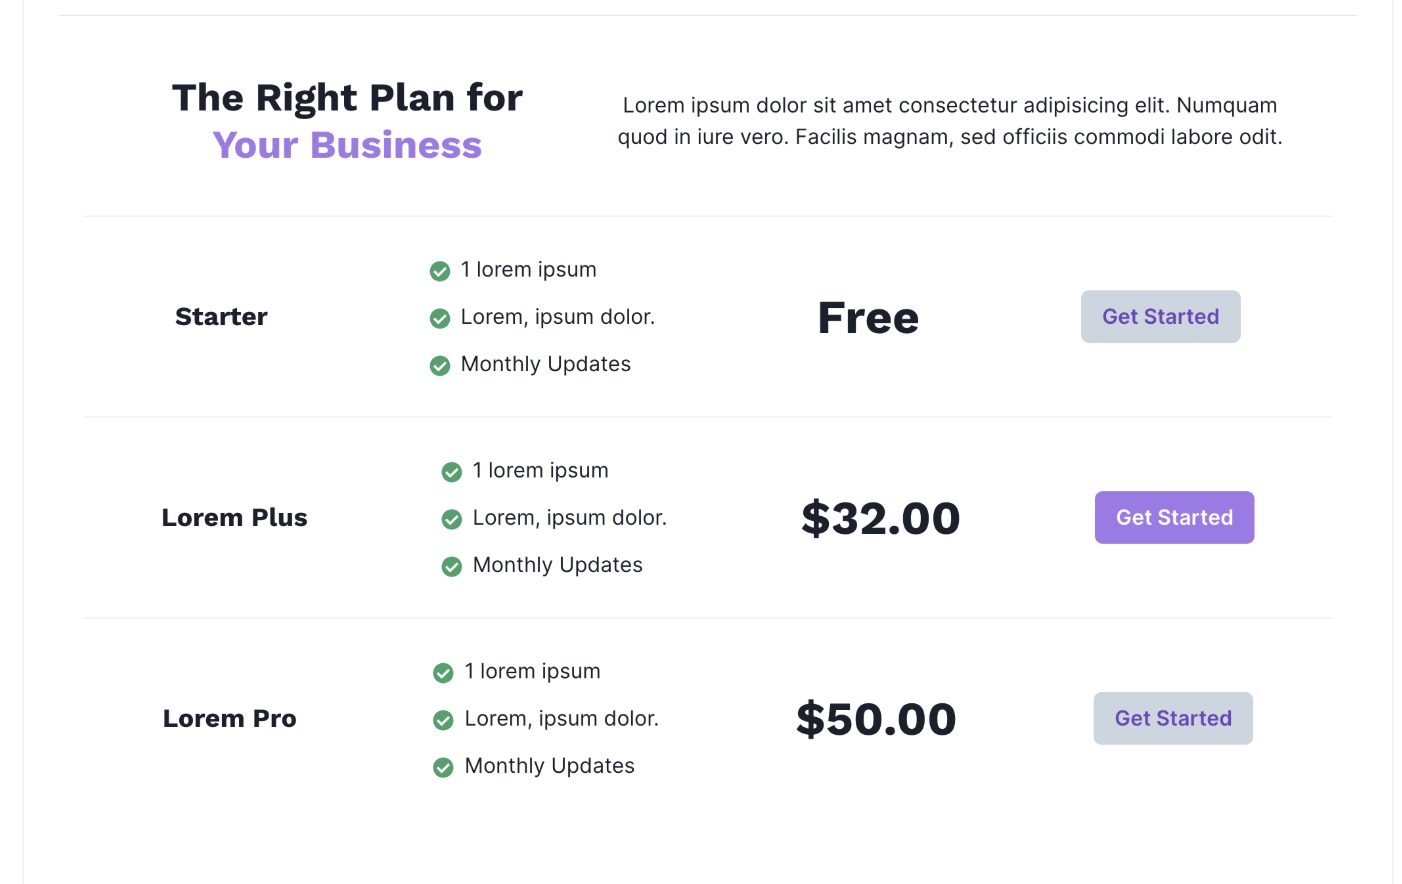 The Right Plan for
Your Business
Lorem ipsum dolor sit amet consectetur adipisicing elit. Numquam
quod in iure vero. Facilis magnam, sed officiis commodi labore odit.
Starter
1 lorem ipsum
Lorem, ipsum dolor.
Monthly Updates
Free
Get Started
Lorem Plus
1 lorem ipsum
Lorem, ipsum dolor.
Monthly Updates
$32.00
Get Started
Lorem Pro
1 lorem ipsum
Lorem, ipsum dolor.
Monthly Updates
$50.00
Get Started